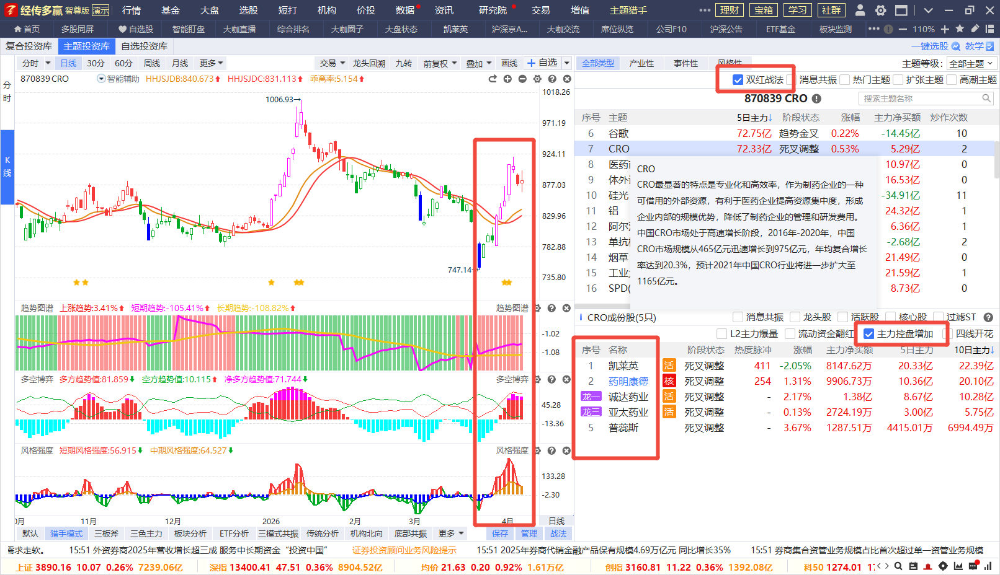 经传多赢 智尊版 演示 行情 基金 大盘 选股 短打 机构 价投 数据 资讯 研究院 交易 增值 主题猎手 理财 宝箱 学习 社群
首页 多股同屏 自选股 智能盯盘 大咖直播 综合排名 大咖圈子 大盘状态 凯莱英 沪深京A... 大咖交流 席位纵览 公司F10 沪深公告 ETF基金 板块监测 110%
复合投资库 主题投资库 自选投资库 一键选股 教学
分时 日线 30分 60分 周线 月线 更多 交易 龙头回溯 九转 前复权 叠加 画线 自选
全部类型 产业性 事件性 风格性 主题等级: 全部主题
分时
K线
870839 CRO 智能辅助 HHJSJDB:840.673 HHJSJDC:831.113 乖离率:5.154
双红战法 消息共振 热门主题 扩张主题 高潮主题
870839 CRO 搜索主题名称
1018.26
971.19
924.11
877.03
829.96
782.88
735.80
1006.93
747.14
序号 主题 5日主力↓ 阶段状态 涨幅 主力净买额 炒作次数
6 谷歌 72.75亿 趋势金叉 0.22% -14.45亿 10
7 CRO 72.33亿 死叉调整 0.53% 5.29亿 2
8 医药 10.97亿 0
9 体外 16.53亿 0
10 硅光 -34.91亿 11
11 铝 24.32亿 1
12 阿尔 6.36亿 1
13 单抗 -2.68亿 2
14 烟草 21.49亿 0
15 工业 21.59亿 1
16 SPD( 8.73亿 0
CRO
CRO最显著的特点是专业化和高效率，作为制药企业的一种
可借用的外部资源，有利于医药企业提高资源集中度，形成
企业内部的规模优势，降低了制药企业的管理和研发费用。
中国CRO市场处于高速增长阶段，2016年-2020年，中国
CRO市场规模从465亿元迅速增长到975亿元，年均复合增长
率达到20.3%，预计2021年中国CRO行业将进一步扩大至
1165亿元。
趋势图谱 上涨趋势:3.41% 短期趋势:-105.41% 长期趋势:-108.82% 趋势图谱
-1.02
-1.08
多空博弈 多方趋势值:81.859 空方趋势值:10.115 净多方趋势值:71.744 多空博弈
45.28
-13.36
风格强度 短期风格强度:56.915 中期风格强度:64.527 风格强度
133.28
-2.30
0月 11月 12月 2026 2月 3月 4月 日线
CRO成份股(5只) 消息共振 龙头股 活跃股 核心股 过滤ST
L2主力爆量 流动资金翻红 主力控盘增加 四线开花
序号 名称 阶段状态 热度脉冲 涨幅 主力净买额 5日主力 10日主力↓
1 凯莱英 活 死叉调整 411 -2.05% 8147.62万 20.33亿 22.39亿
2 药明康德 核 死叉调整 254 1.31% 9906.73万 10.36亿 20.10亿
龙一 诚达药业 活 死叉调整 - 2.17% 1.38亿 8.67亿 10.28亿
龙三 亚太药业 活 死叉调整 - 0.13% 2724.19万 3.00亿 5.75亿
5 普蕊斯 死叉调整 - 3.67% 1287.51万 4415.01万 6994.49万
默认 猎手模式 三板斧 三色主力 板块分析 ETF分析 三模式共振 传统分析 机构北向 底部共振 更多 保存 管理 战法
需求走软。 15:51 外资券商2025年营收增长超三成 服务中长期资金“投资中国” 证券投资顾问业务风险提示 15:51 2025年券商代销金融产品保有规模4.69万亿元 同比增长35% 15:51 券商集合资管业务规模占比首次超过单一资管业务规模
上证 3890.16 10.07 0.26% 7239.06亿 深指 13400.41 47.51 0.36% 8904.52亿 均价 21.63 0.20 0.92% 1.61万亿 创指 3160.81 11.22 0.36% 1392.08亿 科50 1274.01